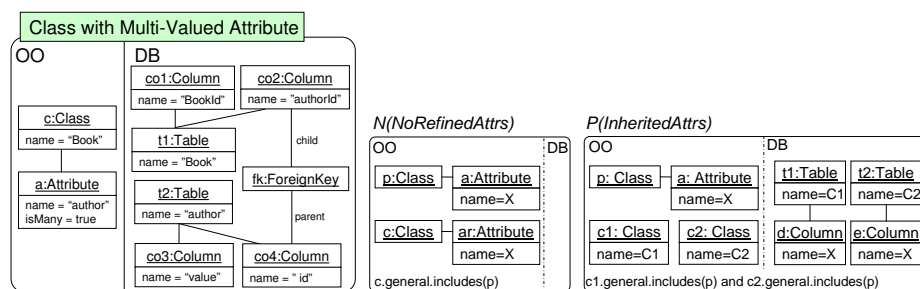 Class with Multi-Valued Attribute
OO
DB
c:Class
name = “Book”
a:Attribute
name = “author”
isMany = true
co1:Column
name = "BookId"
co2:Column
name = "authorId"
t1:Table
name = "Book"
child
fk:ForeignKey
t2:Table
name = "author"
parent
co3:Column
name = "value"
co4:Column
name = " id"
N(NoRefinedAttrs)
OO
DB
p:Class
a:Attribute
name=X
c:Class
ar:Attribute
name=X
c.general.includes(p)
P(InheritedAttrs)
OO
DB
p: Class
a: Attribute
name=X
c1: Class
name=C1
c2: Class
name=C2
t1:Table
name=C1
t2:Table
name=C2
d:Column
name=X
e:Column
name=X
c1.general.includes(p) and c2.general.includes(p)